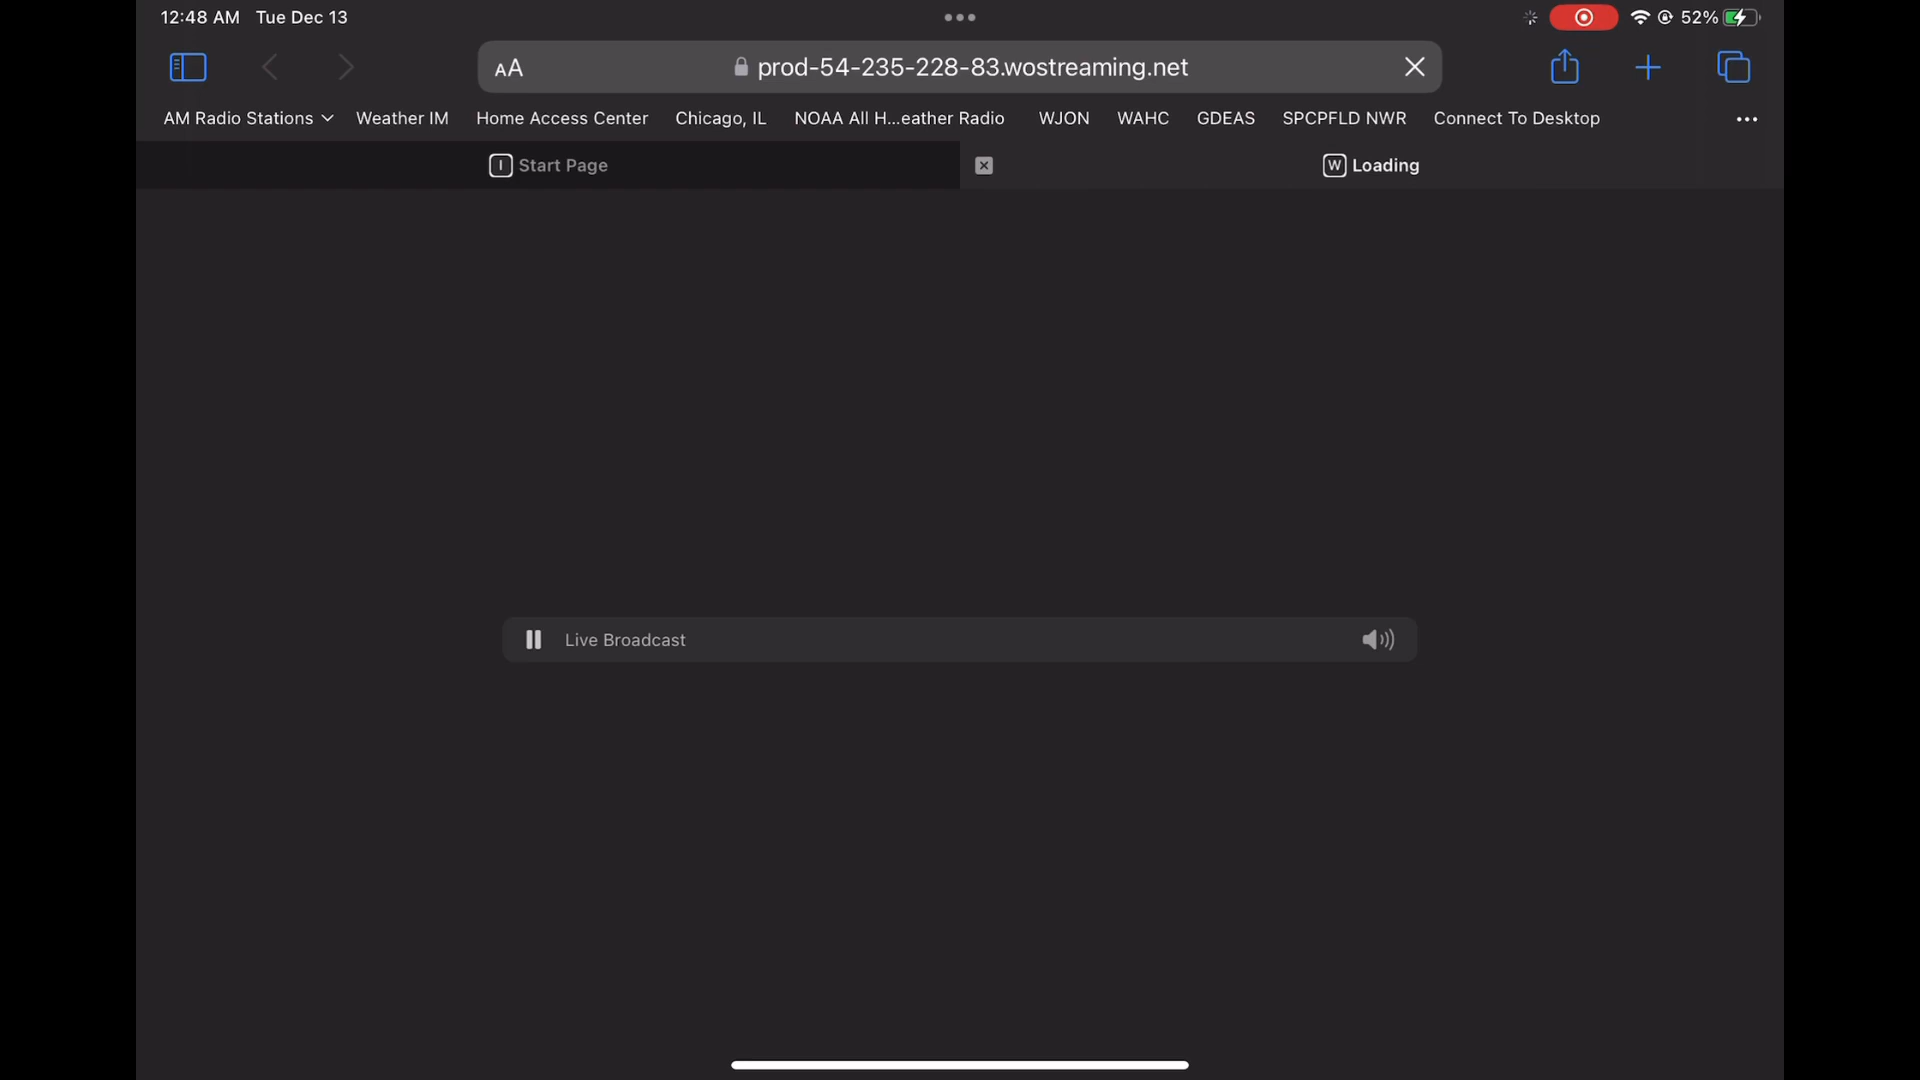 12:48 AM Tue Dec 13
52%
AA prod-54-235-228-83.wostreaming.net
AM Radio Stations Weather IM Home Access Center Chicago, IL NOAA All H...eather Radio WJON WAHC GDEAS SPCPFLD NWR Connect To Desktop
I Start Page W Loading
Live Broadcast